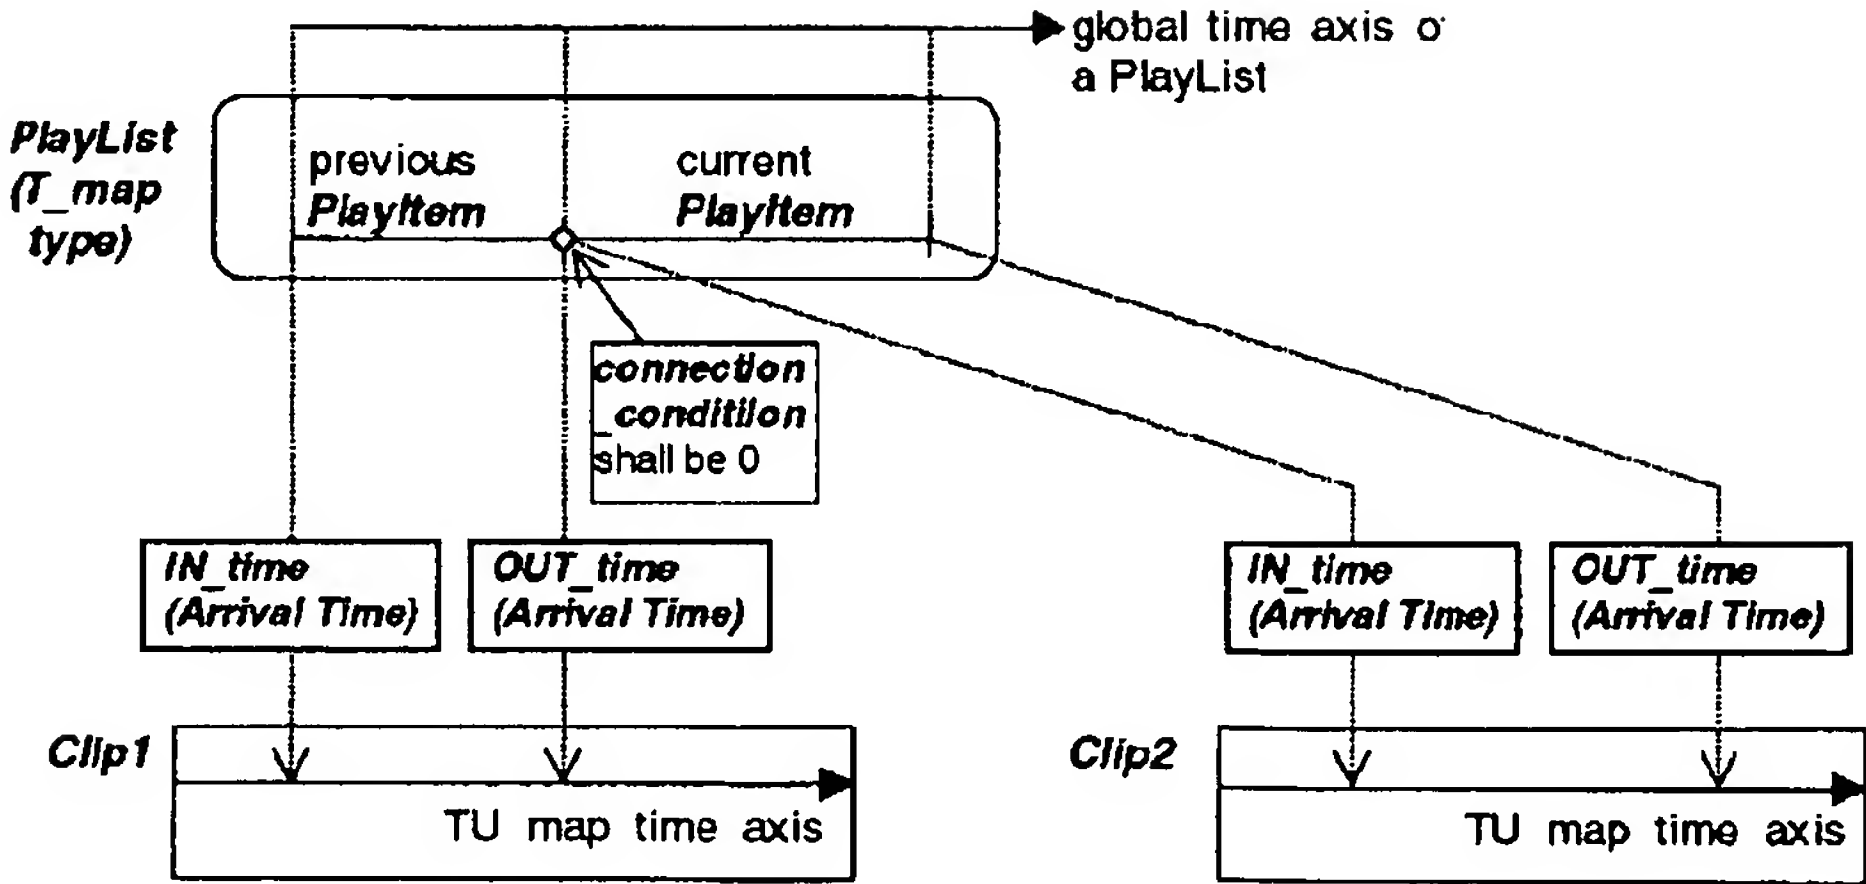 global time axis o
a PlayList
PlayList
(T_map
type)
previous
PlayItem
current
PlayItem
connection
_conditilon
shall be 0
IN_time
(Arrival Time)
OUT_time
(Arrival Time)
IN_time
(Arrival Time)
OUT_time
(Arrival Time)
Clip1
TU map time axis
Clip2
TU map time axis